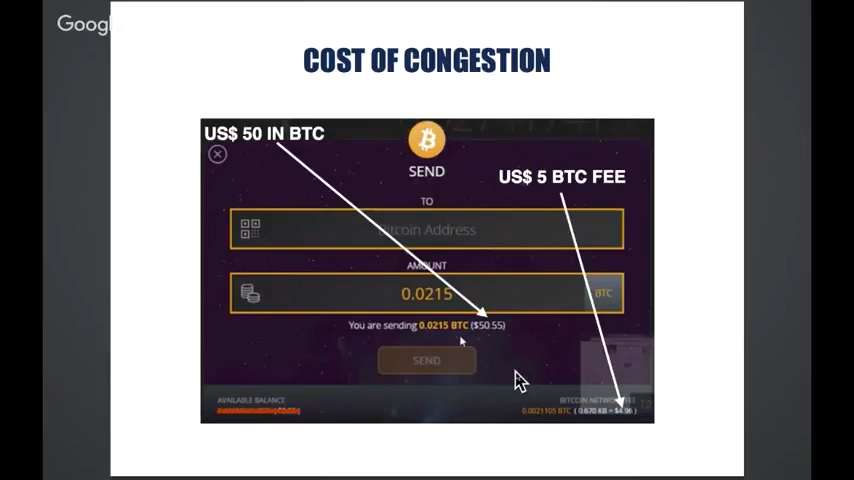 Google
COST OF CONGESTION
US$ 50 IN BTC
SEND
US$ 5 BTC FEE
TO
Bitcoin Address
AMOUNT
0.0215
BTC
You are sending 0.0215 BTC ($50.55)
SEND
AVAILABLE BALANCE
BITCOIN NETWORK FEE
0.0021105 BTC ( 0.670 KB = $4.96 )
12